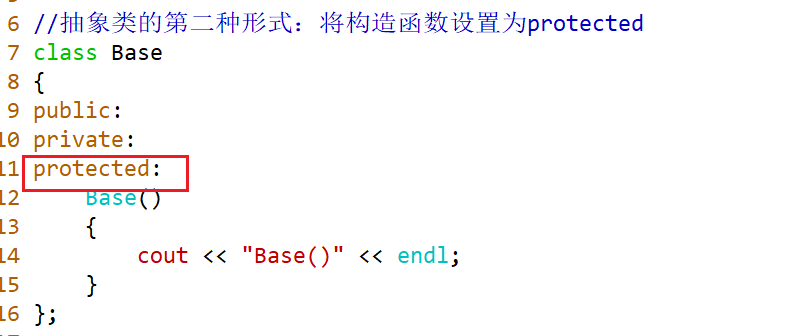 6 //抽象类的第二种形式：将构造函数设置为protected
7 class Base
8 {
9 public:
10 private:
11 protected:
12     Base()
13     {
14         cout << "Base()" << endl;
15     }
16 };